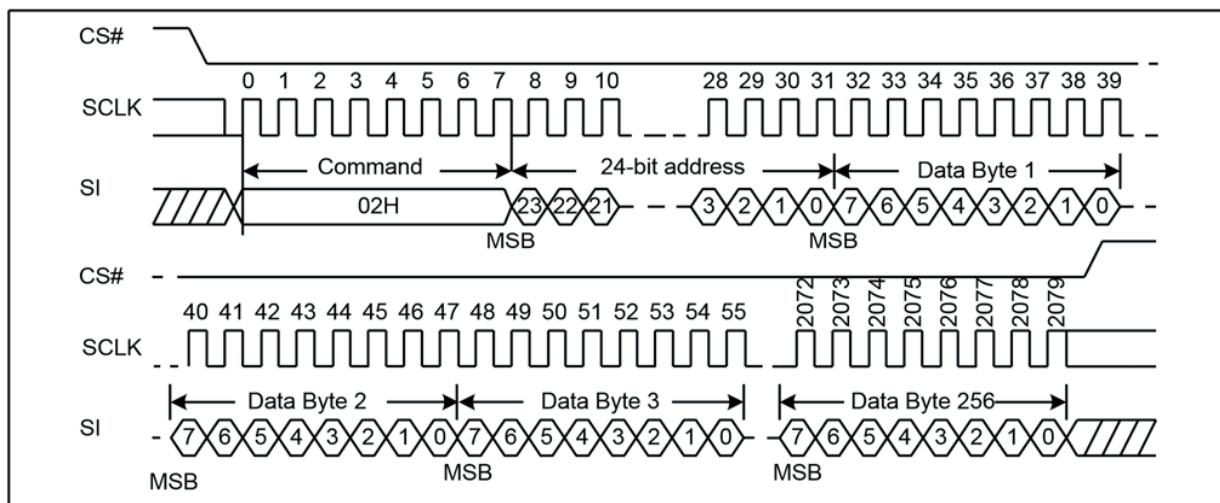 CS#
0 1 2 3 4 5 6 7 8 9 10 28 29 30 31 32 33 34 35 36 37 38 39
SCLK
Command 24-bit address Data Byte 1
SI
02H 23 22 21 3 2 1 0 7 6 5 4 3 2 1 0
MSB MSB
CS#
40 41 42 43 44 45 46 47 48 49 50 51 52 53 54 55 2072 2073 2074 2075 2076 2077 2078 2079
SCLK
Data Byte 2 Data Byte 3 Data Byte 256
SI
7 6 5 4 3 2 1 0 7 6 5 4 3 2 1 0 7 6 5 4 3 2 1 0
MSB MSB MSB